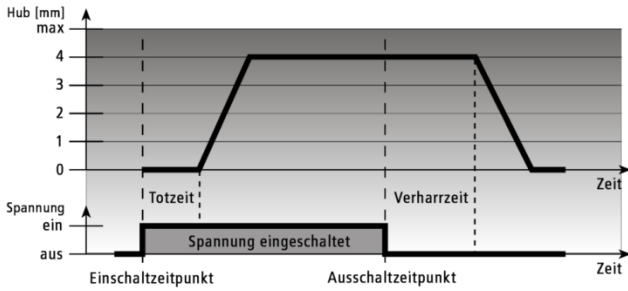 Hub [mm]
max
4
3
2
1
0
Zeit
Totzeit
Verharrzeit
Spannung
ein
Spannung eingeschaltet
aus
Zeit
Einschaltzeitpunkt
Ausschaltzeitpunkt